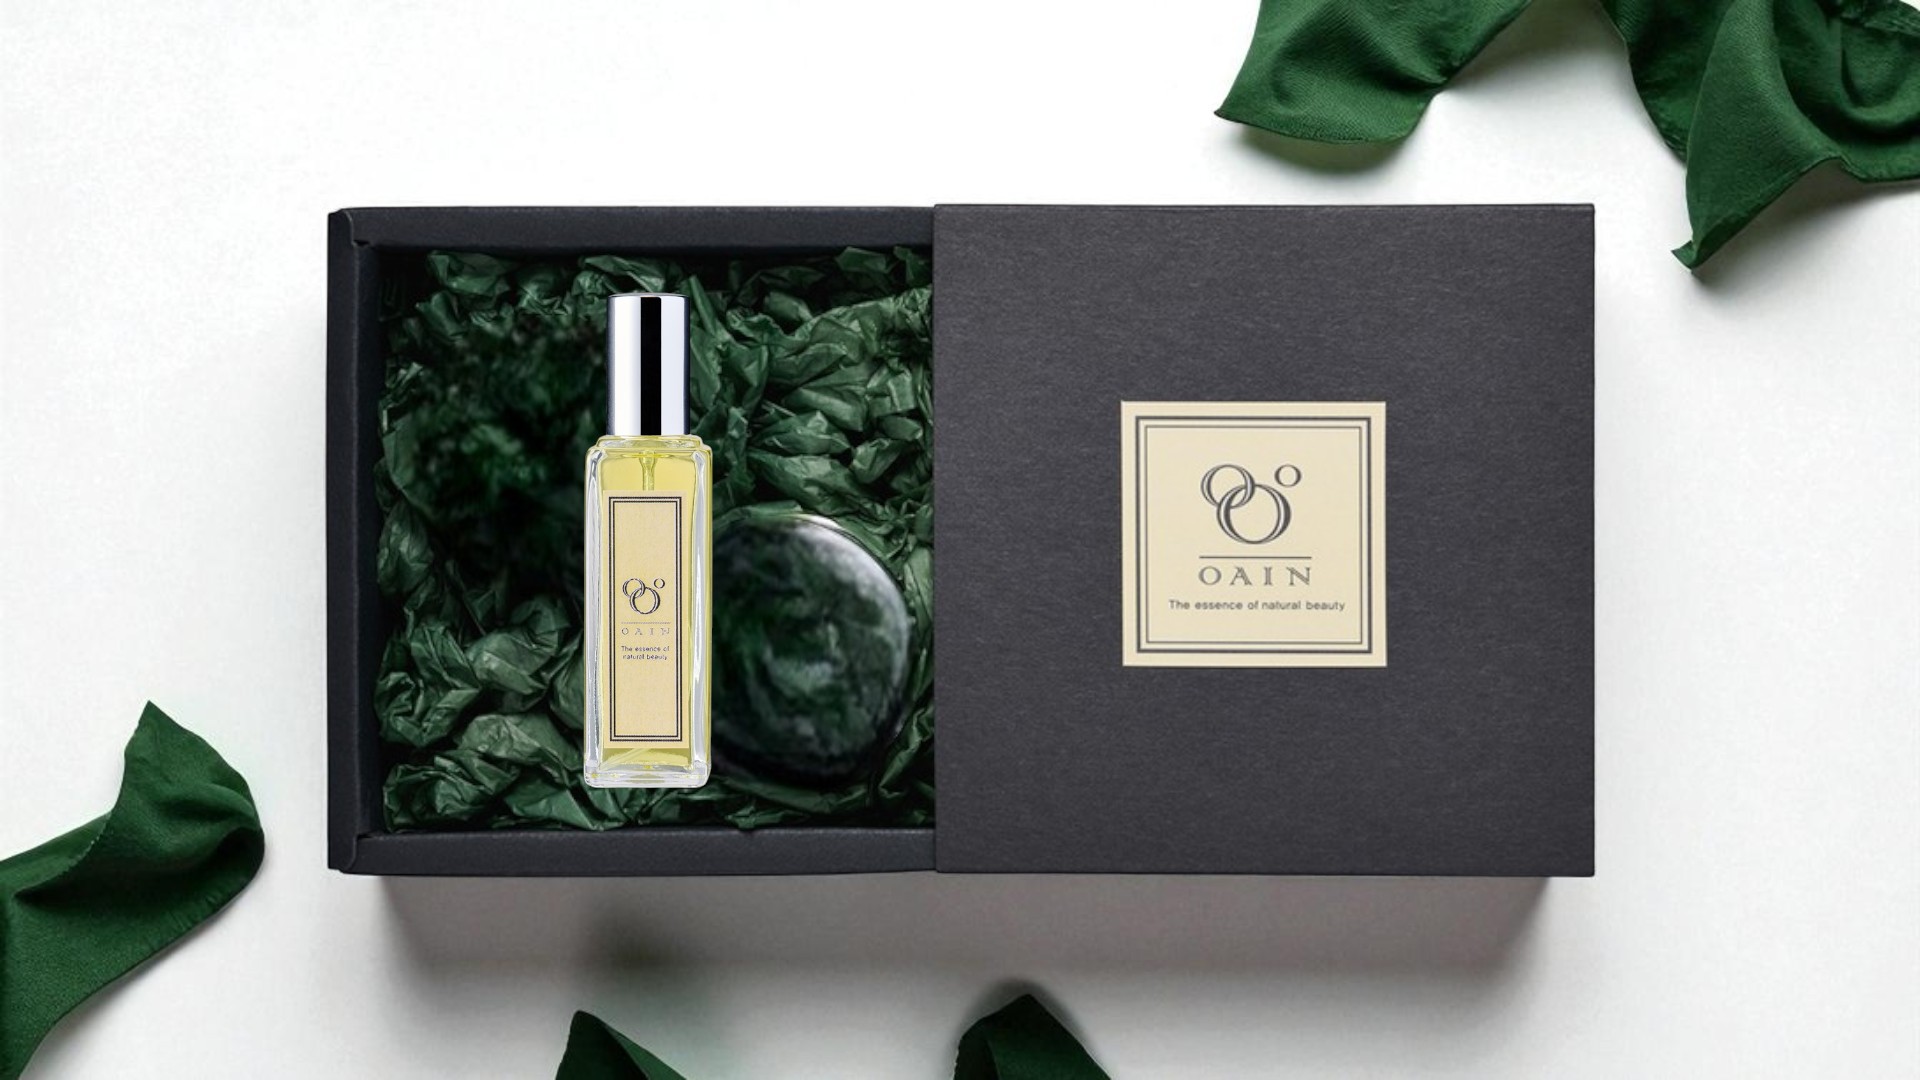 OAIN
The essence of
natural beauty
OAIN
The essence of natural beauty